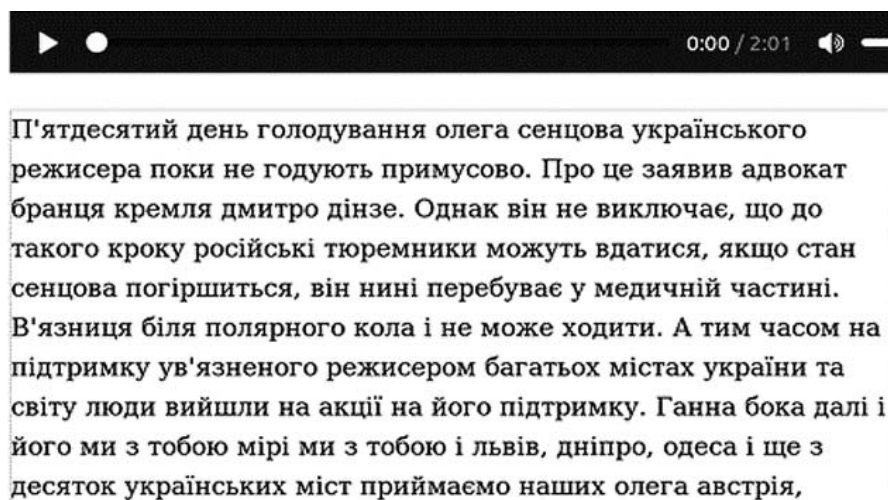 0:00 / 2:01
П'ятдесятий день голодування олега сенцова українського
режисера поки не годують примусово. Про це заявив адвокат
бранця кремля дмитро дінзе. Однак він не виключає, що до
такого кроку російські тюремники можуть вдатися, якщо стан
сенцова погіршиться, він нині перебуває у медичній частині.
В'язниця біля полярного кола і не може ходити. А тим часом на
підтримку ув'язненого режисером багатьох містах україни та
світу люди вийшли на акції на його підтримку. Ганна бока далі і
його ми з тобою мірі ми з тобою і львів, дніпро, одеса і ще з
десяток українських міст приймаємо наших олега австрія,